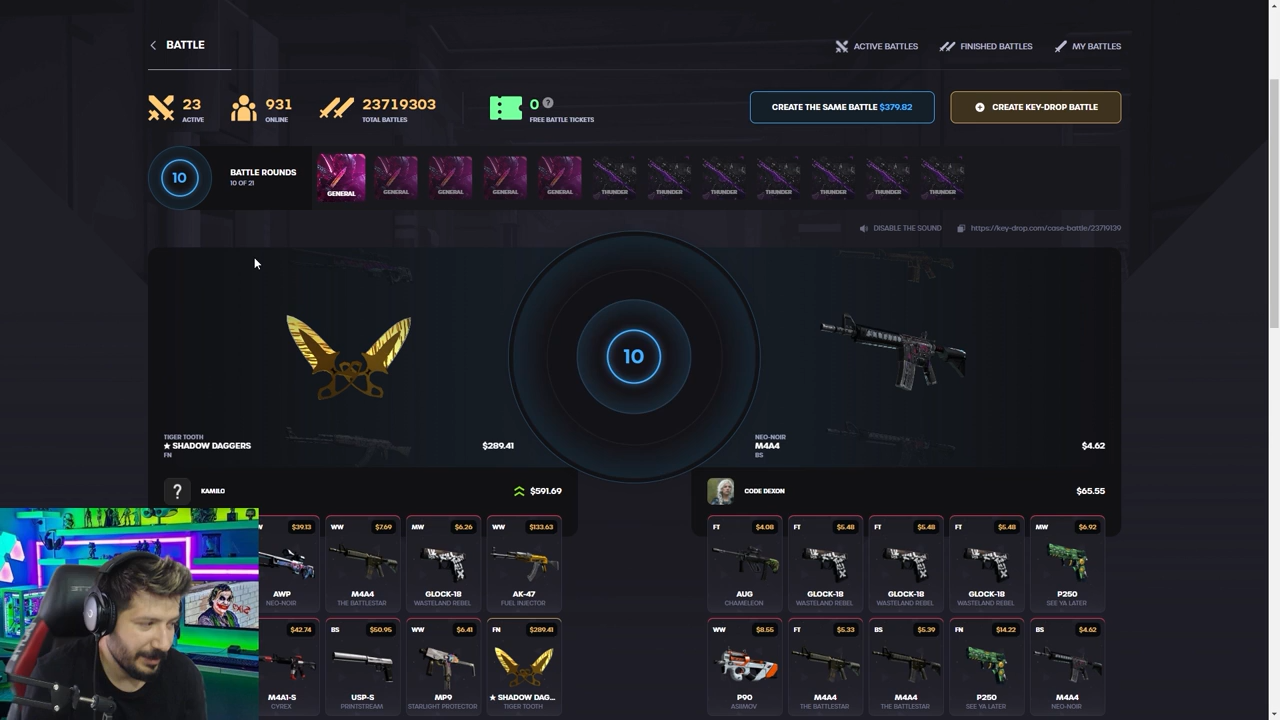 BATTLE
ACTIVE BATTLES
FINISHED BATTLES
MY BATTLES
23
ACTIVE
931
ONLINE
23719303
TOTAL BATTLES
0 ?
FREE BATTLE TICKETS
CREATE THE SAME BATTLE $379.82
CREATE KEY-DROP BATTLE
10
BATTLE ROUNDS
10 OF 21
GENERAL
GENERAL
GENERAL
GENERAL
GENERAL
THUNDER
THUNDER
THUNDER
THUNDER
THUNDER
THUNDER
THUNDER
DISABLE THE SOUND
https://key-drop.com/case-battle/23719139
10
TIGER TOOTH
★ SHADOW DAGGERS
FN
$289.41
NEO-NOIR
M4A4
BS
$4.62
?
KAMILO
$591.69
CODE DEXON
$65.55
$39.13
WW $7.69
MW $6.26
WW $133.63
AWP
NEO-NOIR
M4A4
THE BATTLESTAR
GLOCK-18
WASTELAND REBEL
AK-47
FUEL INJECTOR
FT $4.08
FT $5.48
FT $5.48
FT $5.48
MW $6.92
AUG
CHAMELEON
GLOCK-18
WASTELAND REBEL
GLOCK-18
WASTELAND REBEL
GLOCK-18
WASTELAND REBEL
P250
SEE YA LATER
$42.74
BS $50.95
WW $6.41
FN $289.41
M4A1-S
CYREX
USP-S
PRINTSTREAM
MP9
STARLIGHT PROTECTOR
★ SHADOW DAG...
TIGER TOOTH
WW $8.55
FT $5.33
BS $5.39
FN $14.22
BS $4.62
P90
ASIIMOV
M4A4
THE BATTLESTAR
M4A4
THE BATTLESTAR
P250
SEE YA LATER
M4A4
NEO-NOIR